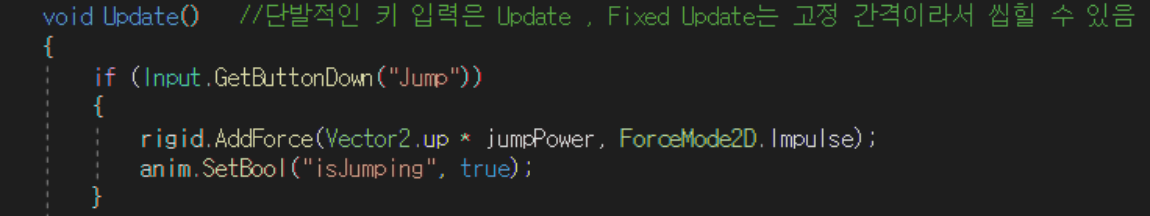 void Update() //단발적인 키 입력은 Update , Fixed Update는 고정 간격이라서 씹힐 수 있음
{
if (Input.GetButtonDown("Jump"))
{
rigid.AddForce(Vector2.up * jumpPower, ForceMode2D.Impulse);
anim.SetBool("isJumping", true);
}